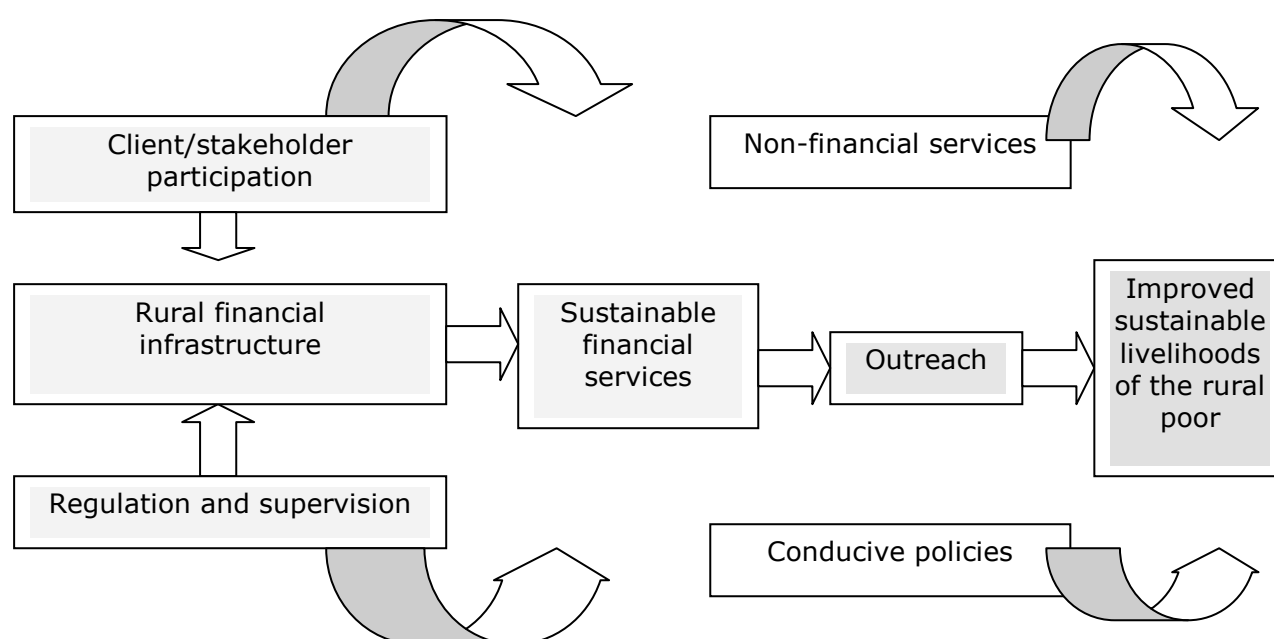 Client/stakeholder
participation
Non-financial services
Rural financial
infrastructure
Sustainable
financial
services
Outreach
Improved
sustainable
livelihoods
of the rural
poor
Regulation and supervision
Conducive policies